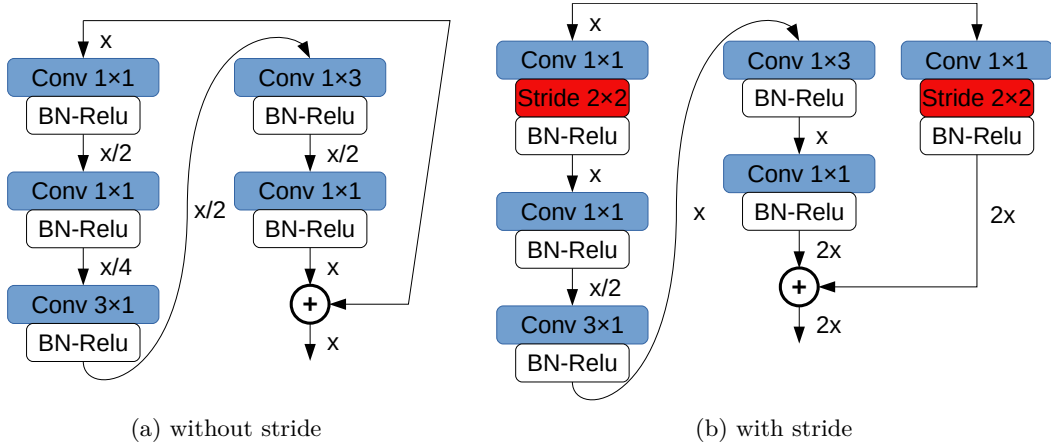 x
Conv 1×1
BN-Relu
x/2
Conv 1×1
BN-Relu
x/4
Conv 3×1
BN-Relu
x/2
Conv 1×3
BN-Relu
x/2
Conv 1×1
BN-Relu
x
+
x
(a) without stride
x
Conv 1×1
Stride 2×2
BN-Relu
x
Conv 1×1
BN-Relu
x/2
Conv 3×1
BN-Relu
x
Conv 1×3
BN-Relu
x
Conv 1×1
BN-Relu
2x
+
2x
Conv 1×1
Stride 2×2
BN-Relu
2x
(b) with stride